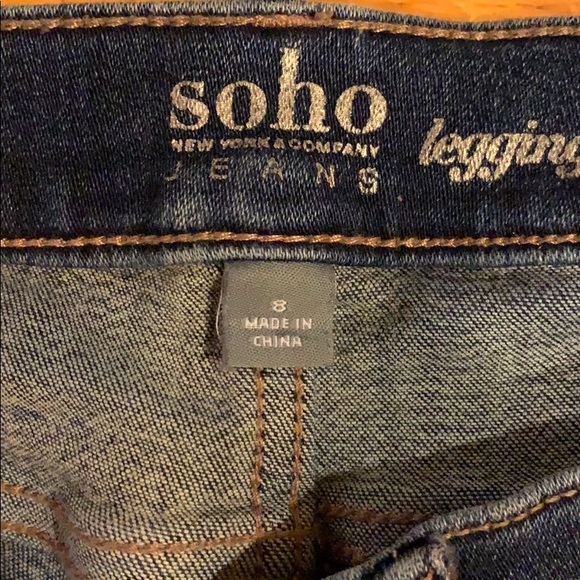 soho
NEW YORK & COMPANY
JEANS
legging
8
MADE IN
CHINA